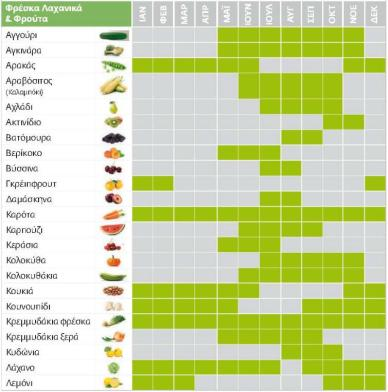 Φρέσκα Λαχανικά
& Φρούτα
ΙΑΝ ΦΕΒ ΜΑΡ ΑΠΡ ΜΑΪ ΙΟΥΝ ΙΟΥΛ ΑΥΓ ΣΕΠ ΟΚΤ ΝΟΕ ΔΕΚ
Αγγούρι
Αγκινάρα
Αρακάς
Αραβόσιτος
(Καλαμπόκι)
Αχλάδι
Ακτινίδιο
Βατόμουρα
Βερίκοκο
Βύσσινα
Γκρέιπφρουτ
Δαμάσκηνα
Καρότα
Καρπούζι
Κεράσια
Κολοκύθα
Κολοκυθάκια
Κουκιά
Κουνουπίδι
Κρεμμυδάκια φρέσκα
Κρεμμυδάκια ξερά
Κυδώνια
Λάχανο
Λεμόνι